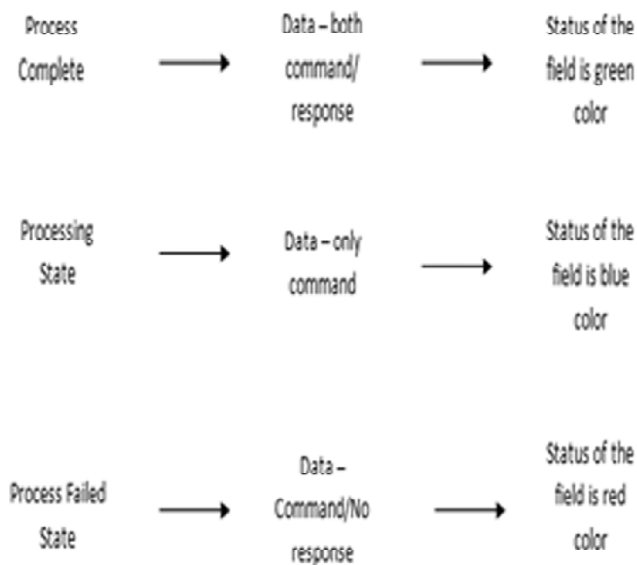 Process
Complete
Data – both
command/
response
Status of the
field is green
color
Processing
State
Data – only
command
Status of the
field is blue
color
Process Failed
State
Data –
Command/No
response
Status of the
field is red
color